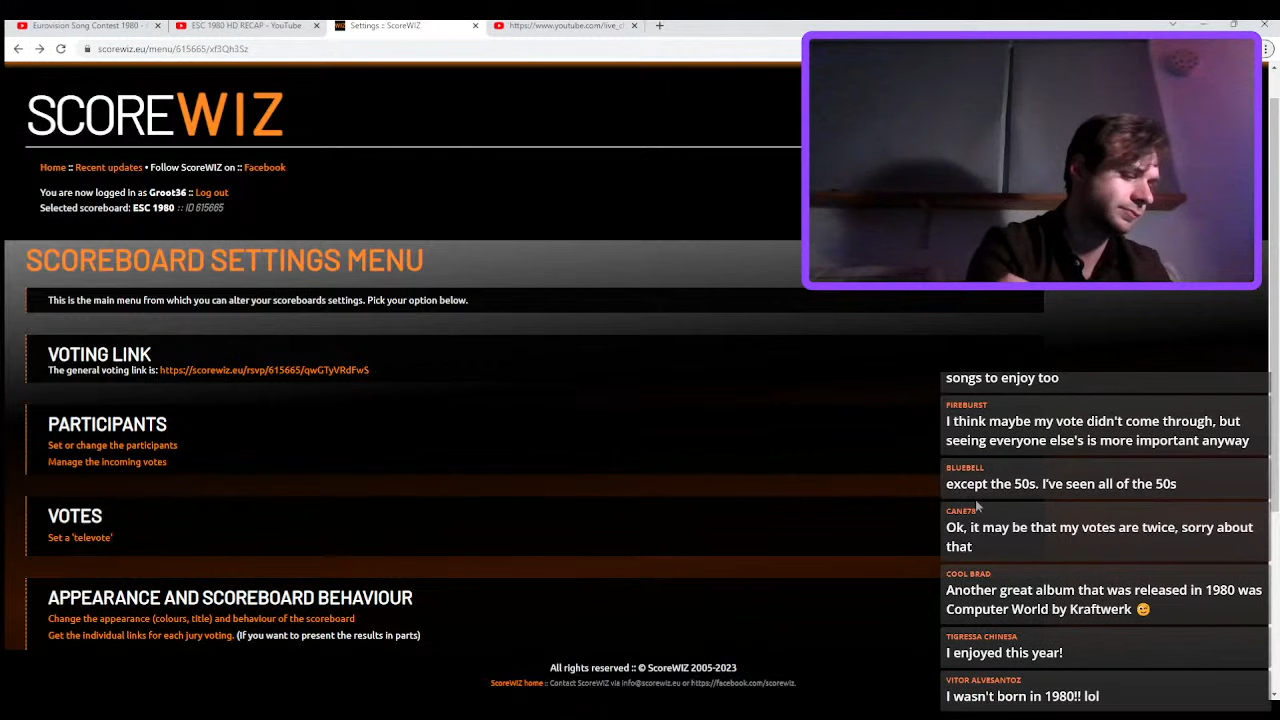 Eurovision Song Contest 1980 -
ESC 1980 HD RECAP - YouTube
Settings :: ScoreWIZ
https://www.youtube.com/live_c
scorewiz.eu/menu/615665/xf3Qh3Sz
SCOREWIZ
Home :: Recent updates • Follow ScoreWIZ on :: Facebook
You are now logged in as Groot36 :: Log out
Selected scoreboard: ESC 1980 :: ID 615665
SCOREBOARD SETTINGS MENU
This is the main menu from which you can alter your scoreboards settings. Pick your option below.
VOTING LINK
The general voting link is: https://scorewiz.eu/rsvp/615665/qwGTyVRdFwS
PARTICIPANTS
Set or change the participants
Manage the incoming votes
VOTES
Set a 'televote'
APPEARANCE AND SCOREBOARD BEHAVIOUR
Change the appearance (colours, title) and behaviour of the scoreboard
Get the individual links for each jury voting. (If you want to present the results in parts)
All rights reserved :: © ScoreWIZ 2005-2023
ScoreWIZ home :: Contact ScoreWIZ via info@scorewiz.eu or https://facebook.com/scorewiz.
songs to enjoy too
FIREBURST
I think maybe my vote didn't come through, but
seeing everyone else's is more important anyway
BLUEBELL
except the 50s. I've seen all of the 50s
CANE78
Ok, it may be that my votes are twice, sorry about
that
COOL BRAD
Another great album that was released in 1980 was
Computer World by Kraftwerk 😉
TIGRESSA CHINESA
I enjoyed this year!
VITOR ALVESANTOZ
I wasn't born in 1980!! lol